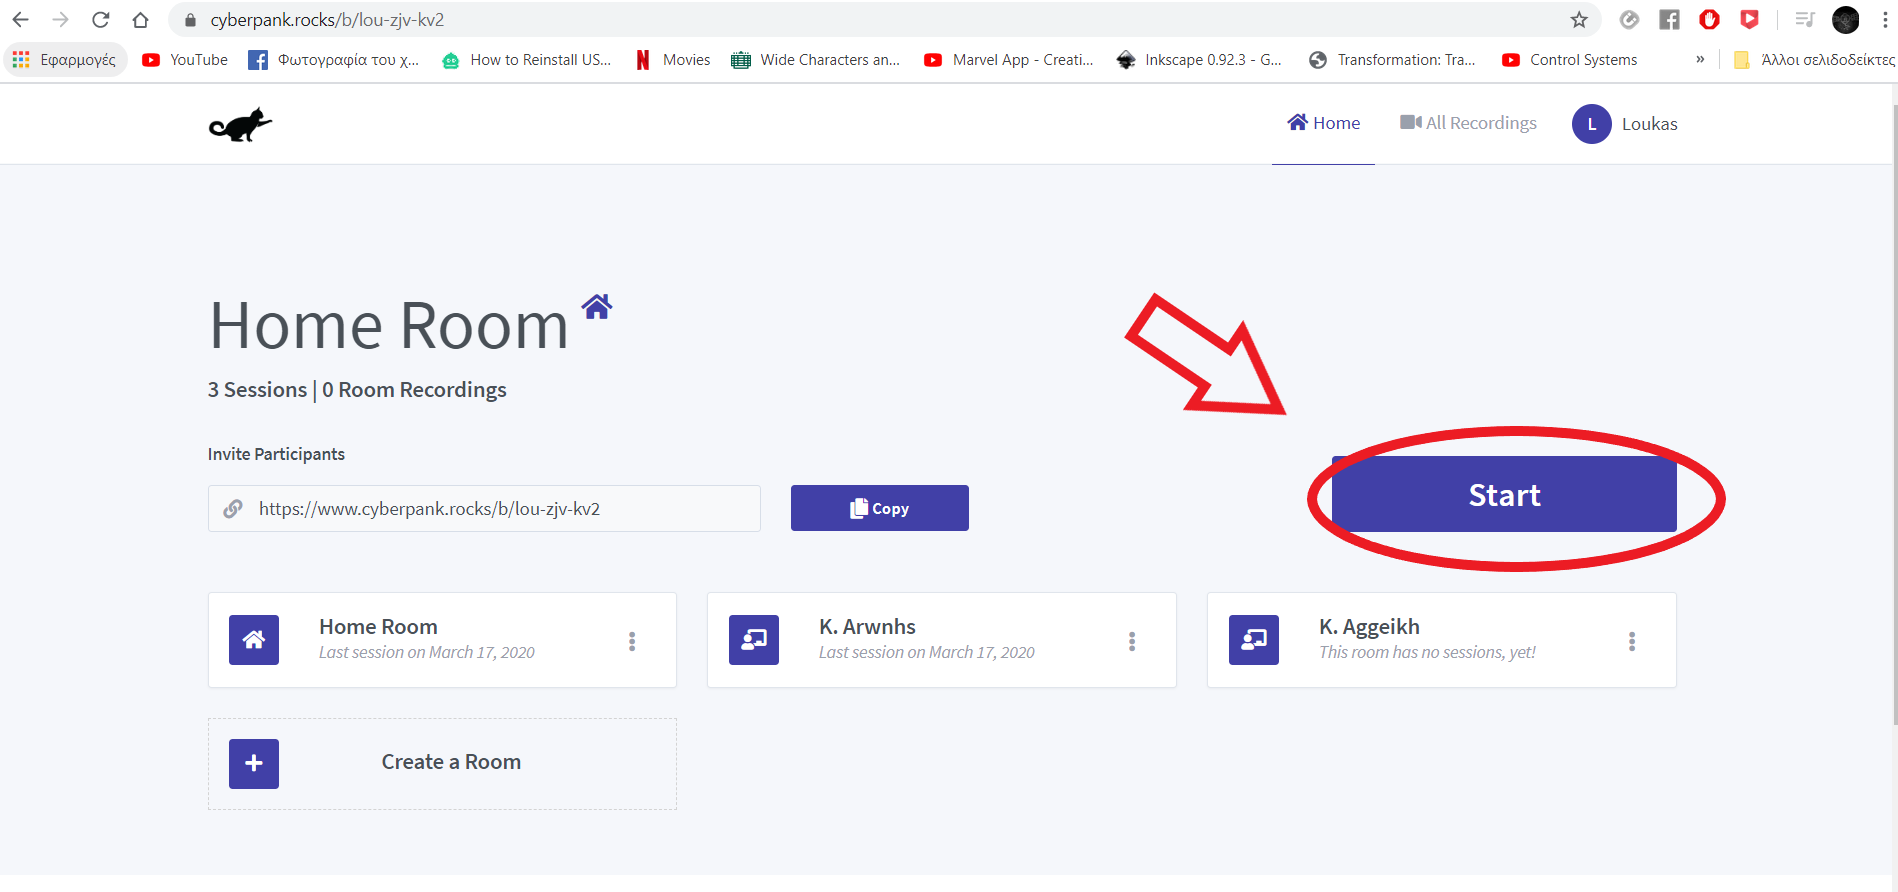 cyberpank.rocks/b/lou-zjv-kv2
Εφαρμογές YouTube Φωτογραφία του χ... How to Reinstall US... Movies Wide Characters an... Marvel App - Creati... Inkscape 0.92.3 - G... Transformation: Tra... Control Systems » Άλλοι σελιδοδείκτες
Home All Recordings L Loukas
Home Room
3 Sessions | 0 Room Recordings
Invite Participants
https://www.cyberpank.rocks/b/lou-zjv-kv2 Copy Start
Home Room
Last session on March 17, 2020
K. Arwnhs
Last session on March 17, 2020
K. Aggeikh
This room has no sessions, yet!
Create a Room